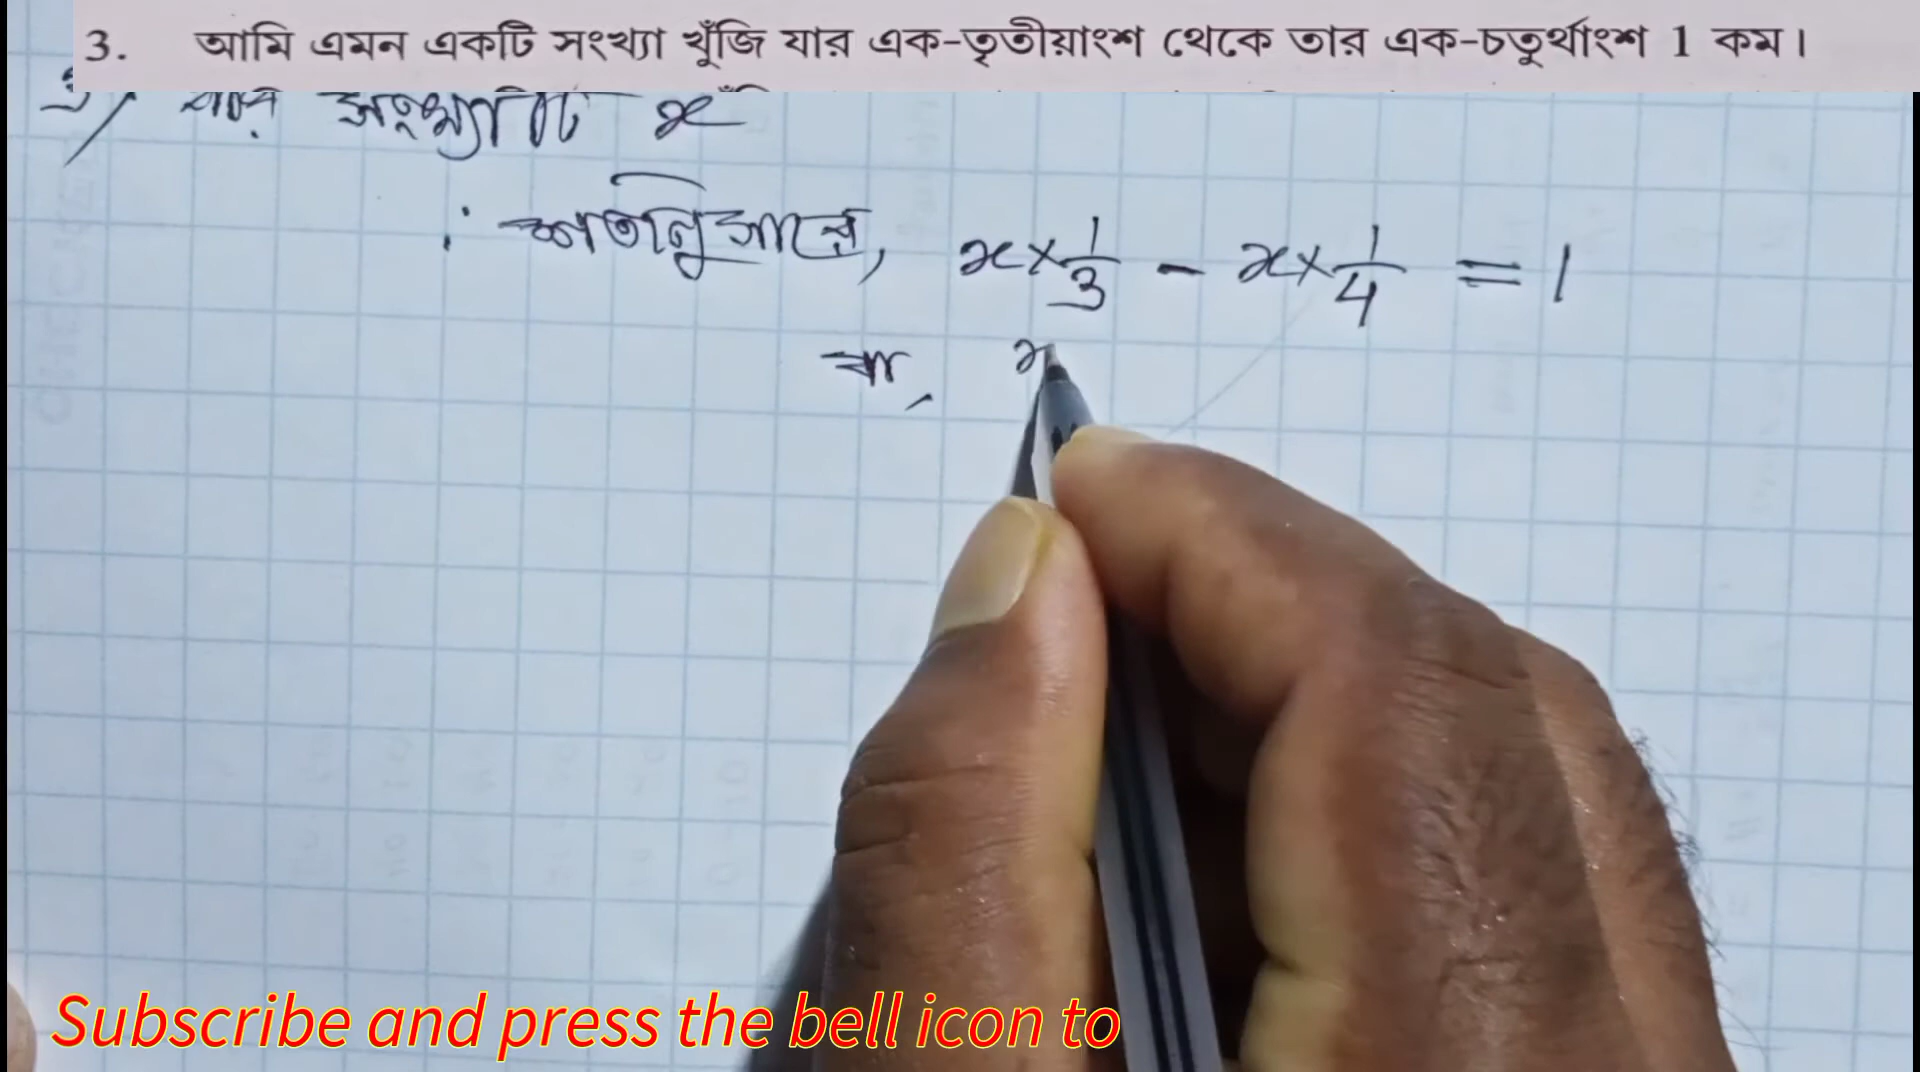 3. আমি এমন একটি সংখ্যা খুঁজি যার এক-তৃতীয়াংশ থেকে তার এক-চতুর্থাংশ 1 কম।
3) ধরি সংখ্যাটি x
: শর্তানুসারে, x×1/3 - x×1/4 = 1
বা, x
Subscribe and press the bell icon to